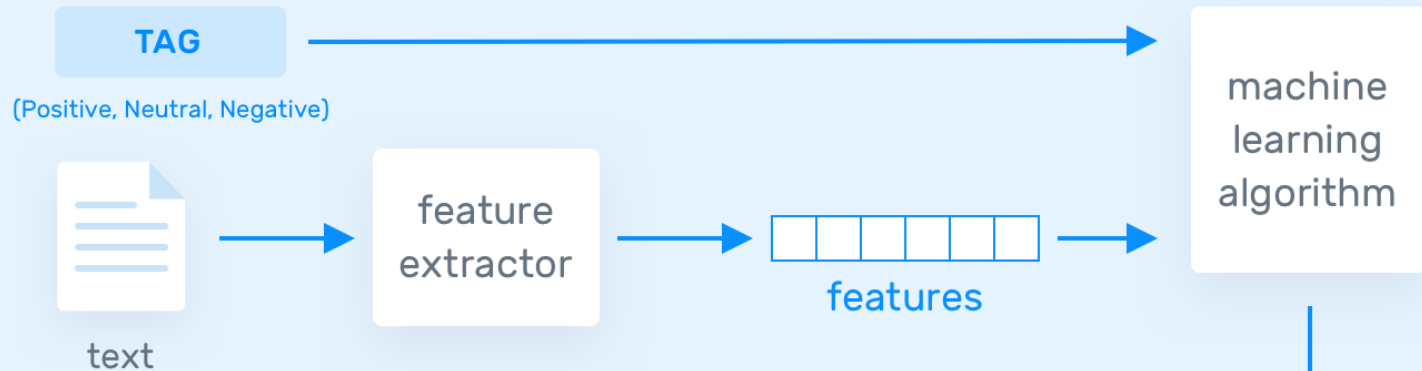 TAG
(Positive, Neutral, Negative)
machine
learning
algorithm
feature
extractor
features
text